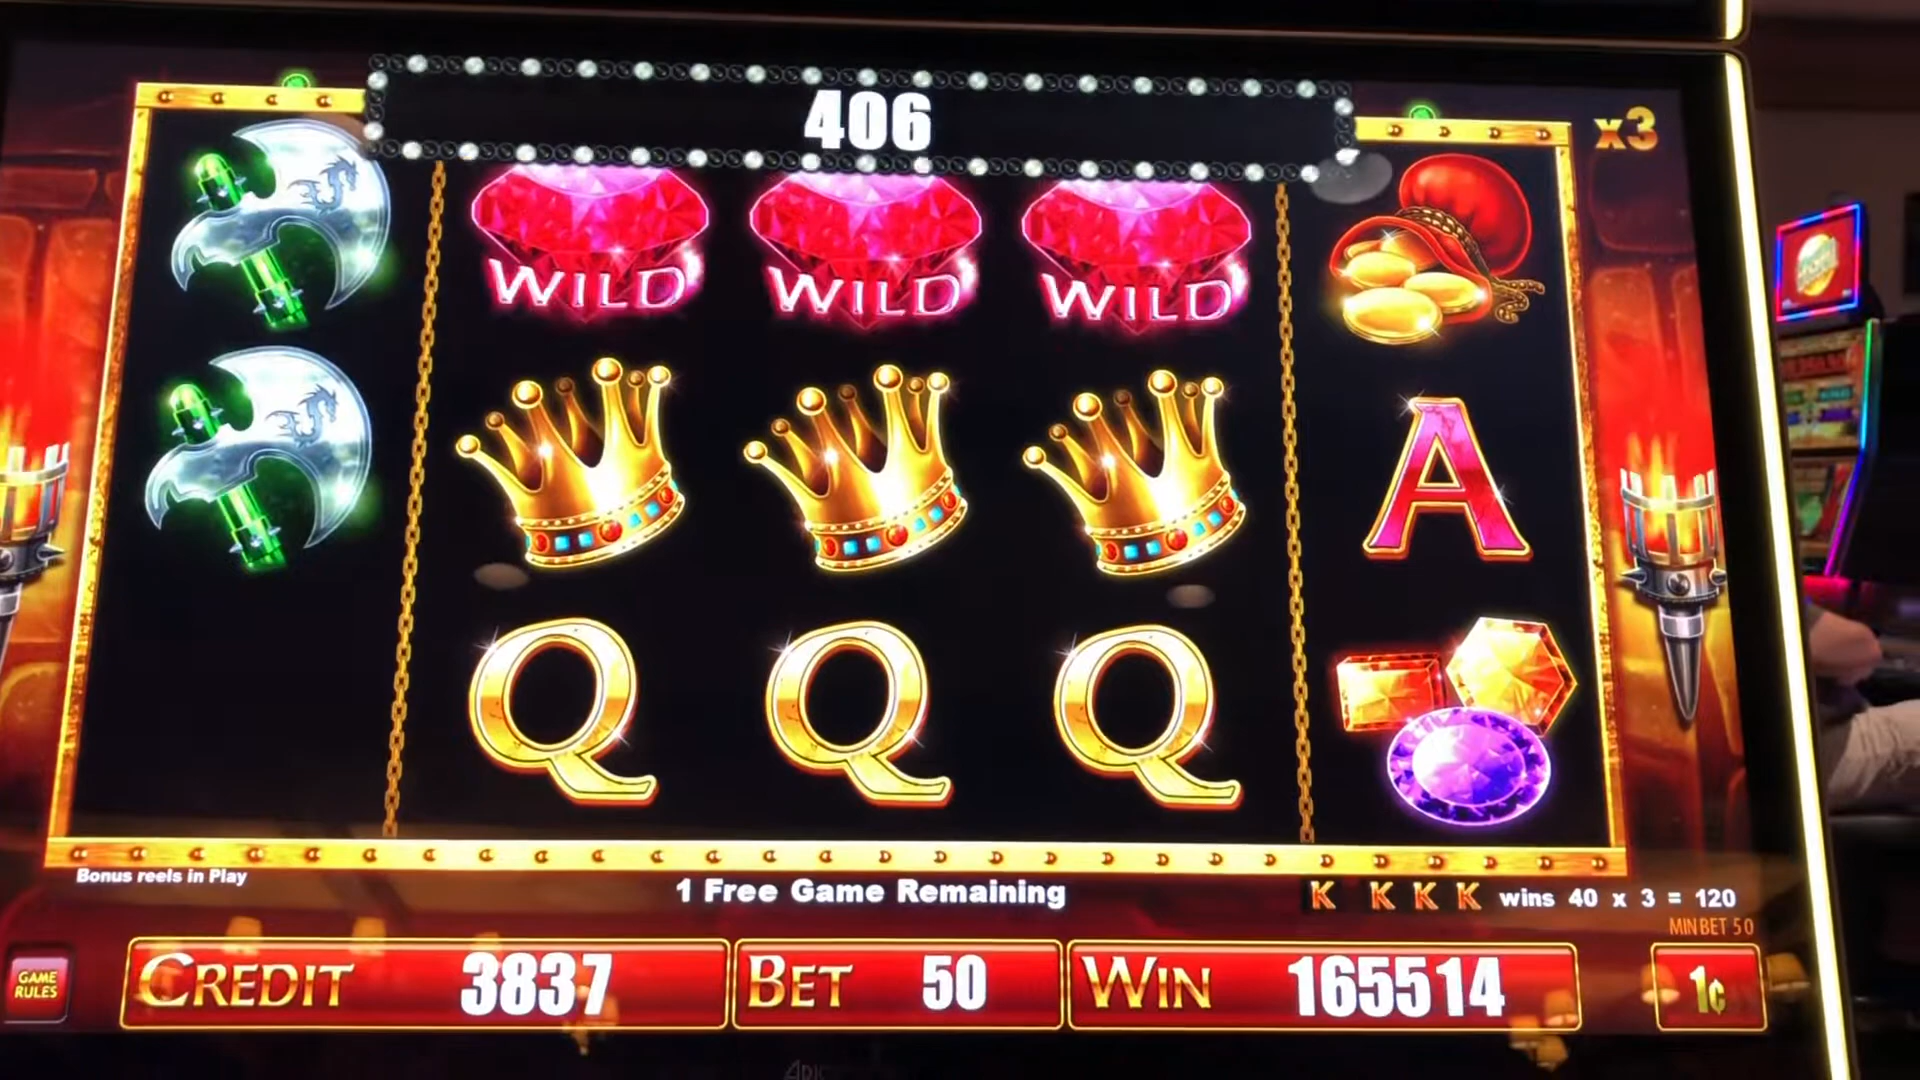 406
x3
WILD WILD WILD
A
Q Q Q
Bonus reels in Play
1 Free Game Remaining
K K K K wins 40 x 3 = 120
MIN BET 50
GAME RULES
CREDIT 3837
BET 50
WIN 165514
1¢